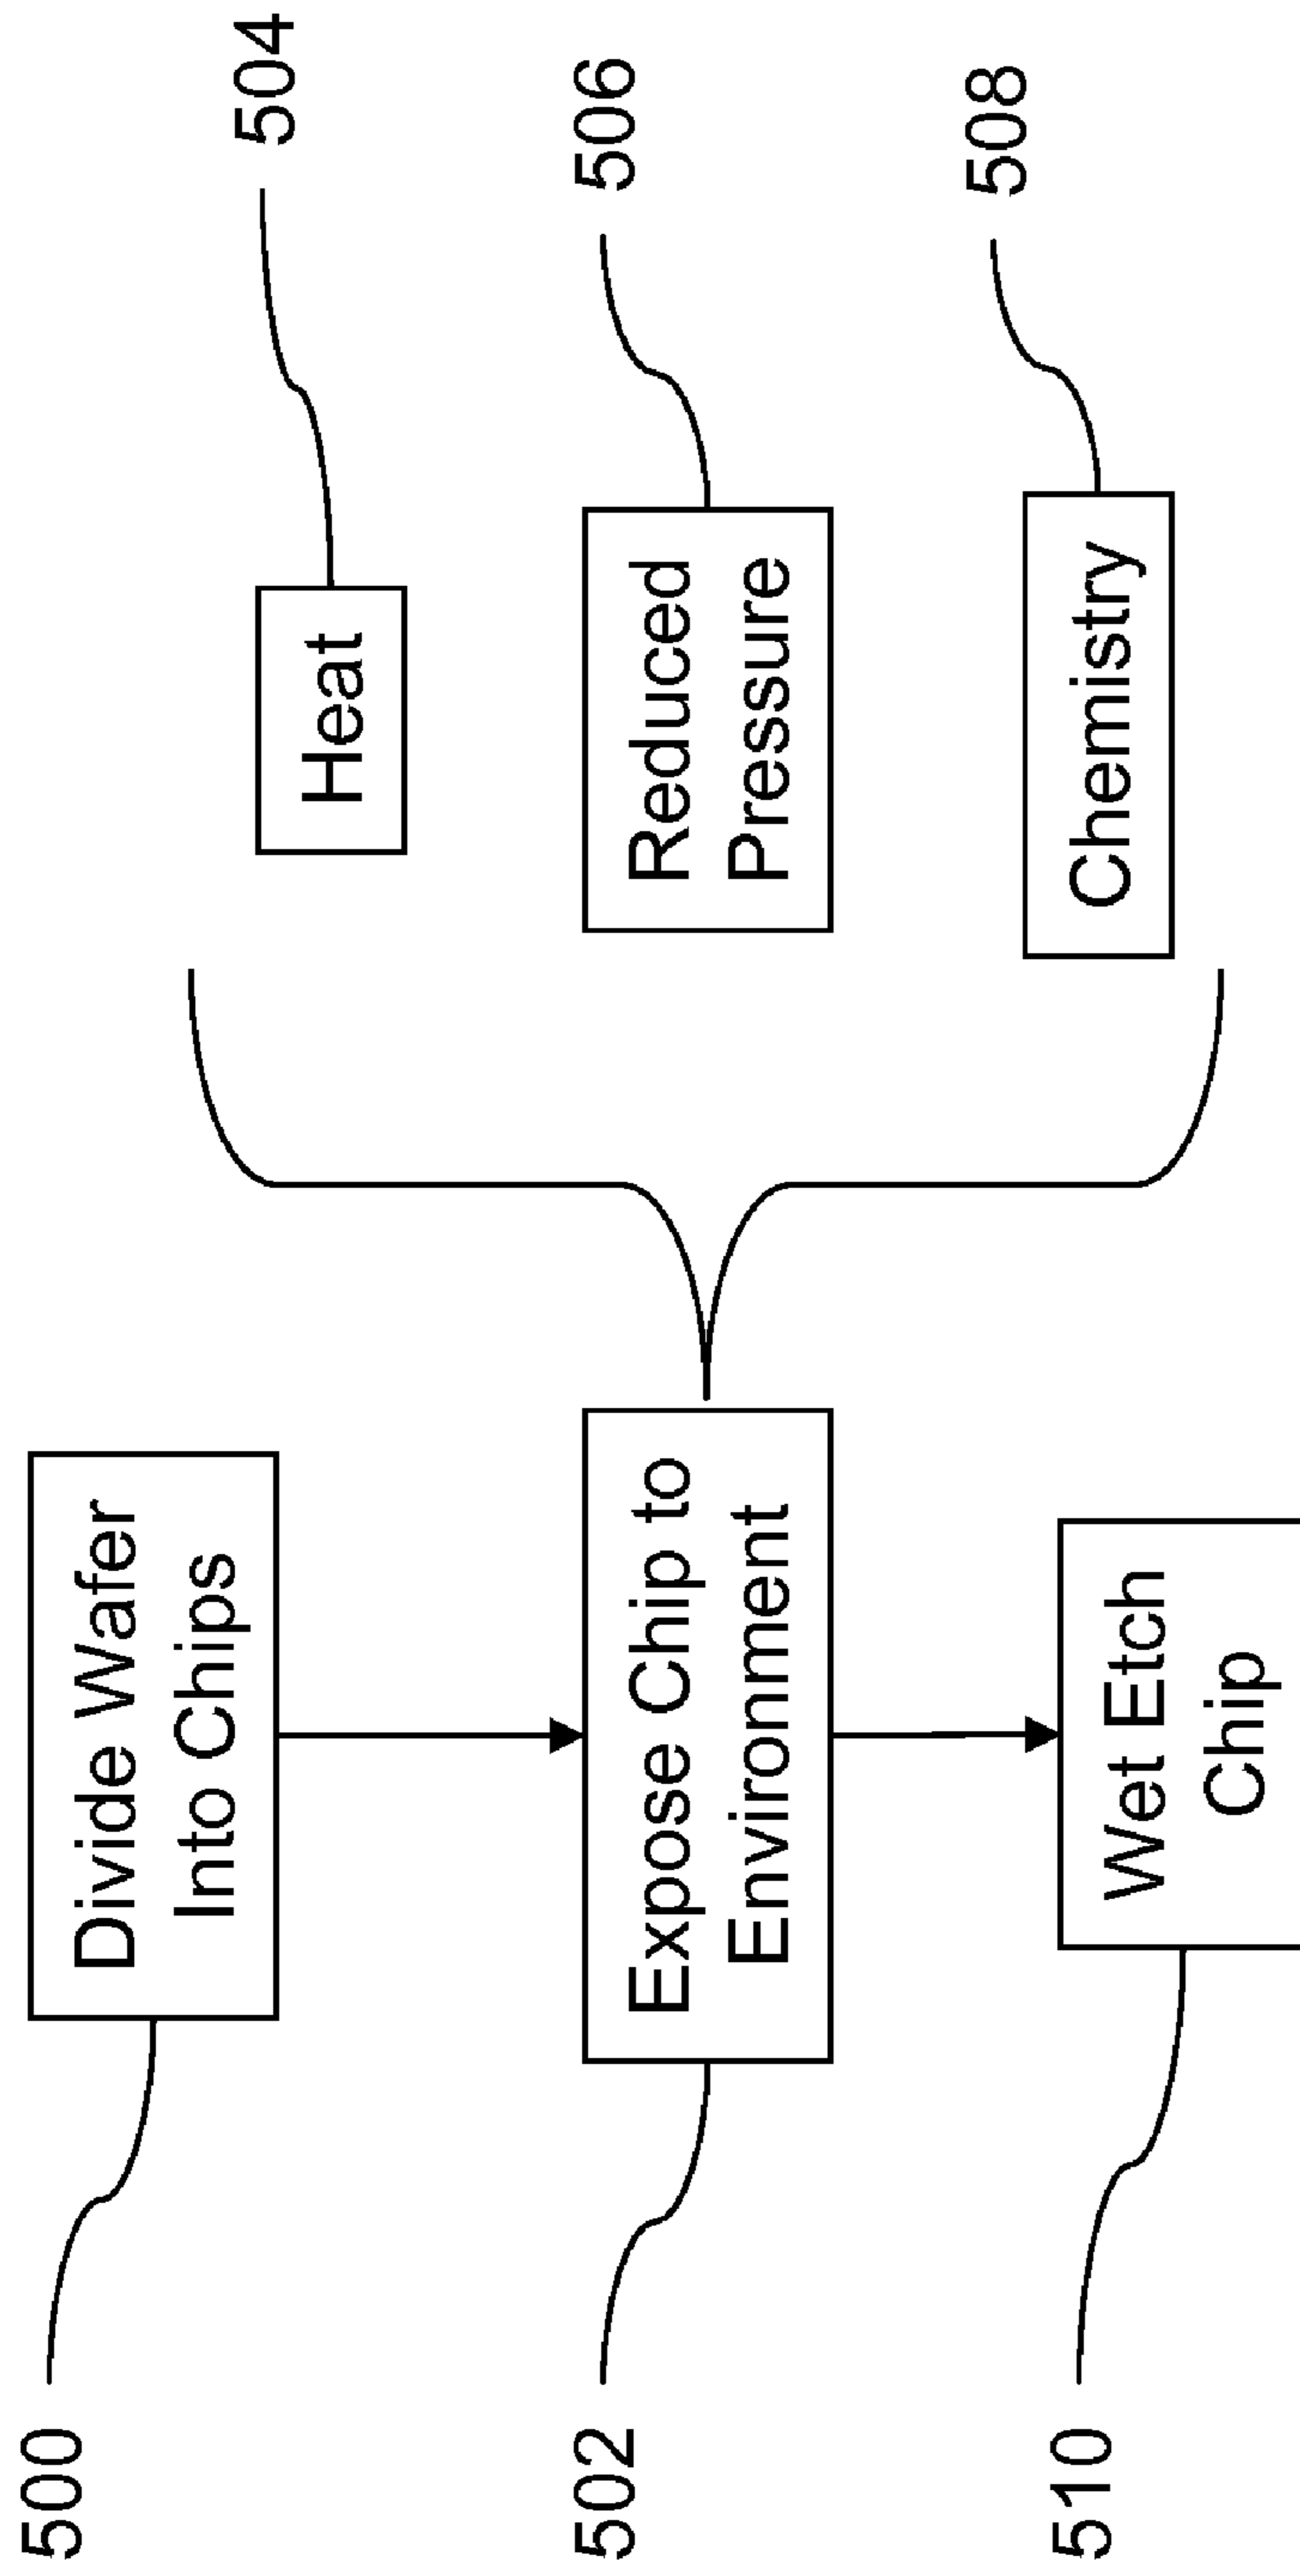 500
Divide Wafer
Into Chips
502
Expose Chip to
Environment
504
Heat
506
Reduced
Pressure
508
Chemistry
510
Wet Etch
Chip